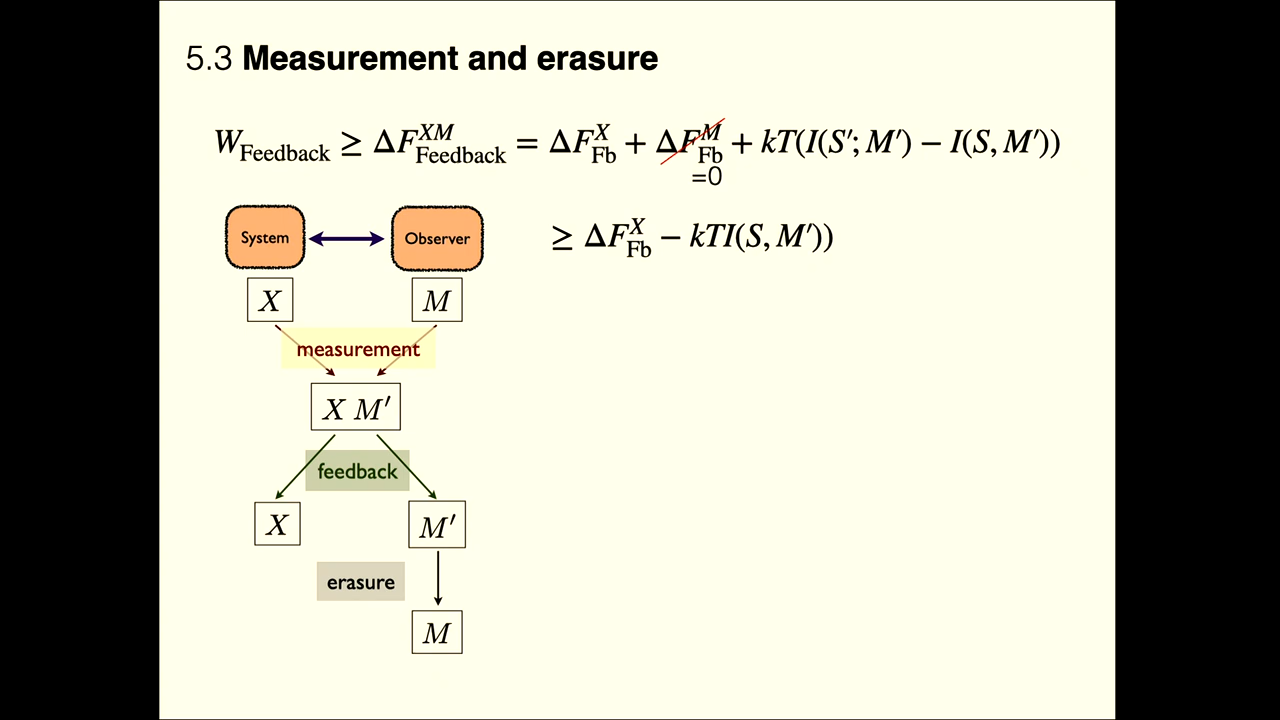 5.3 Measurement and erasure
W_Feedback ≥ ΔF^XM_Feedback = ΔF^X_Fb + ΔF^M_Fb + kT(I(S′; M′) − I(S, M′))
=0
≥ ΔF^X_Fb − kTI(S, M′))
System Observer
X M
measurement
X M′
feedback
X M′
erasure
M